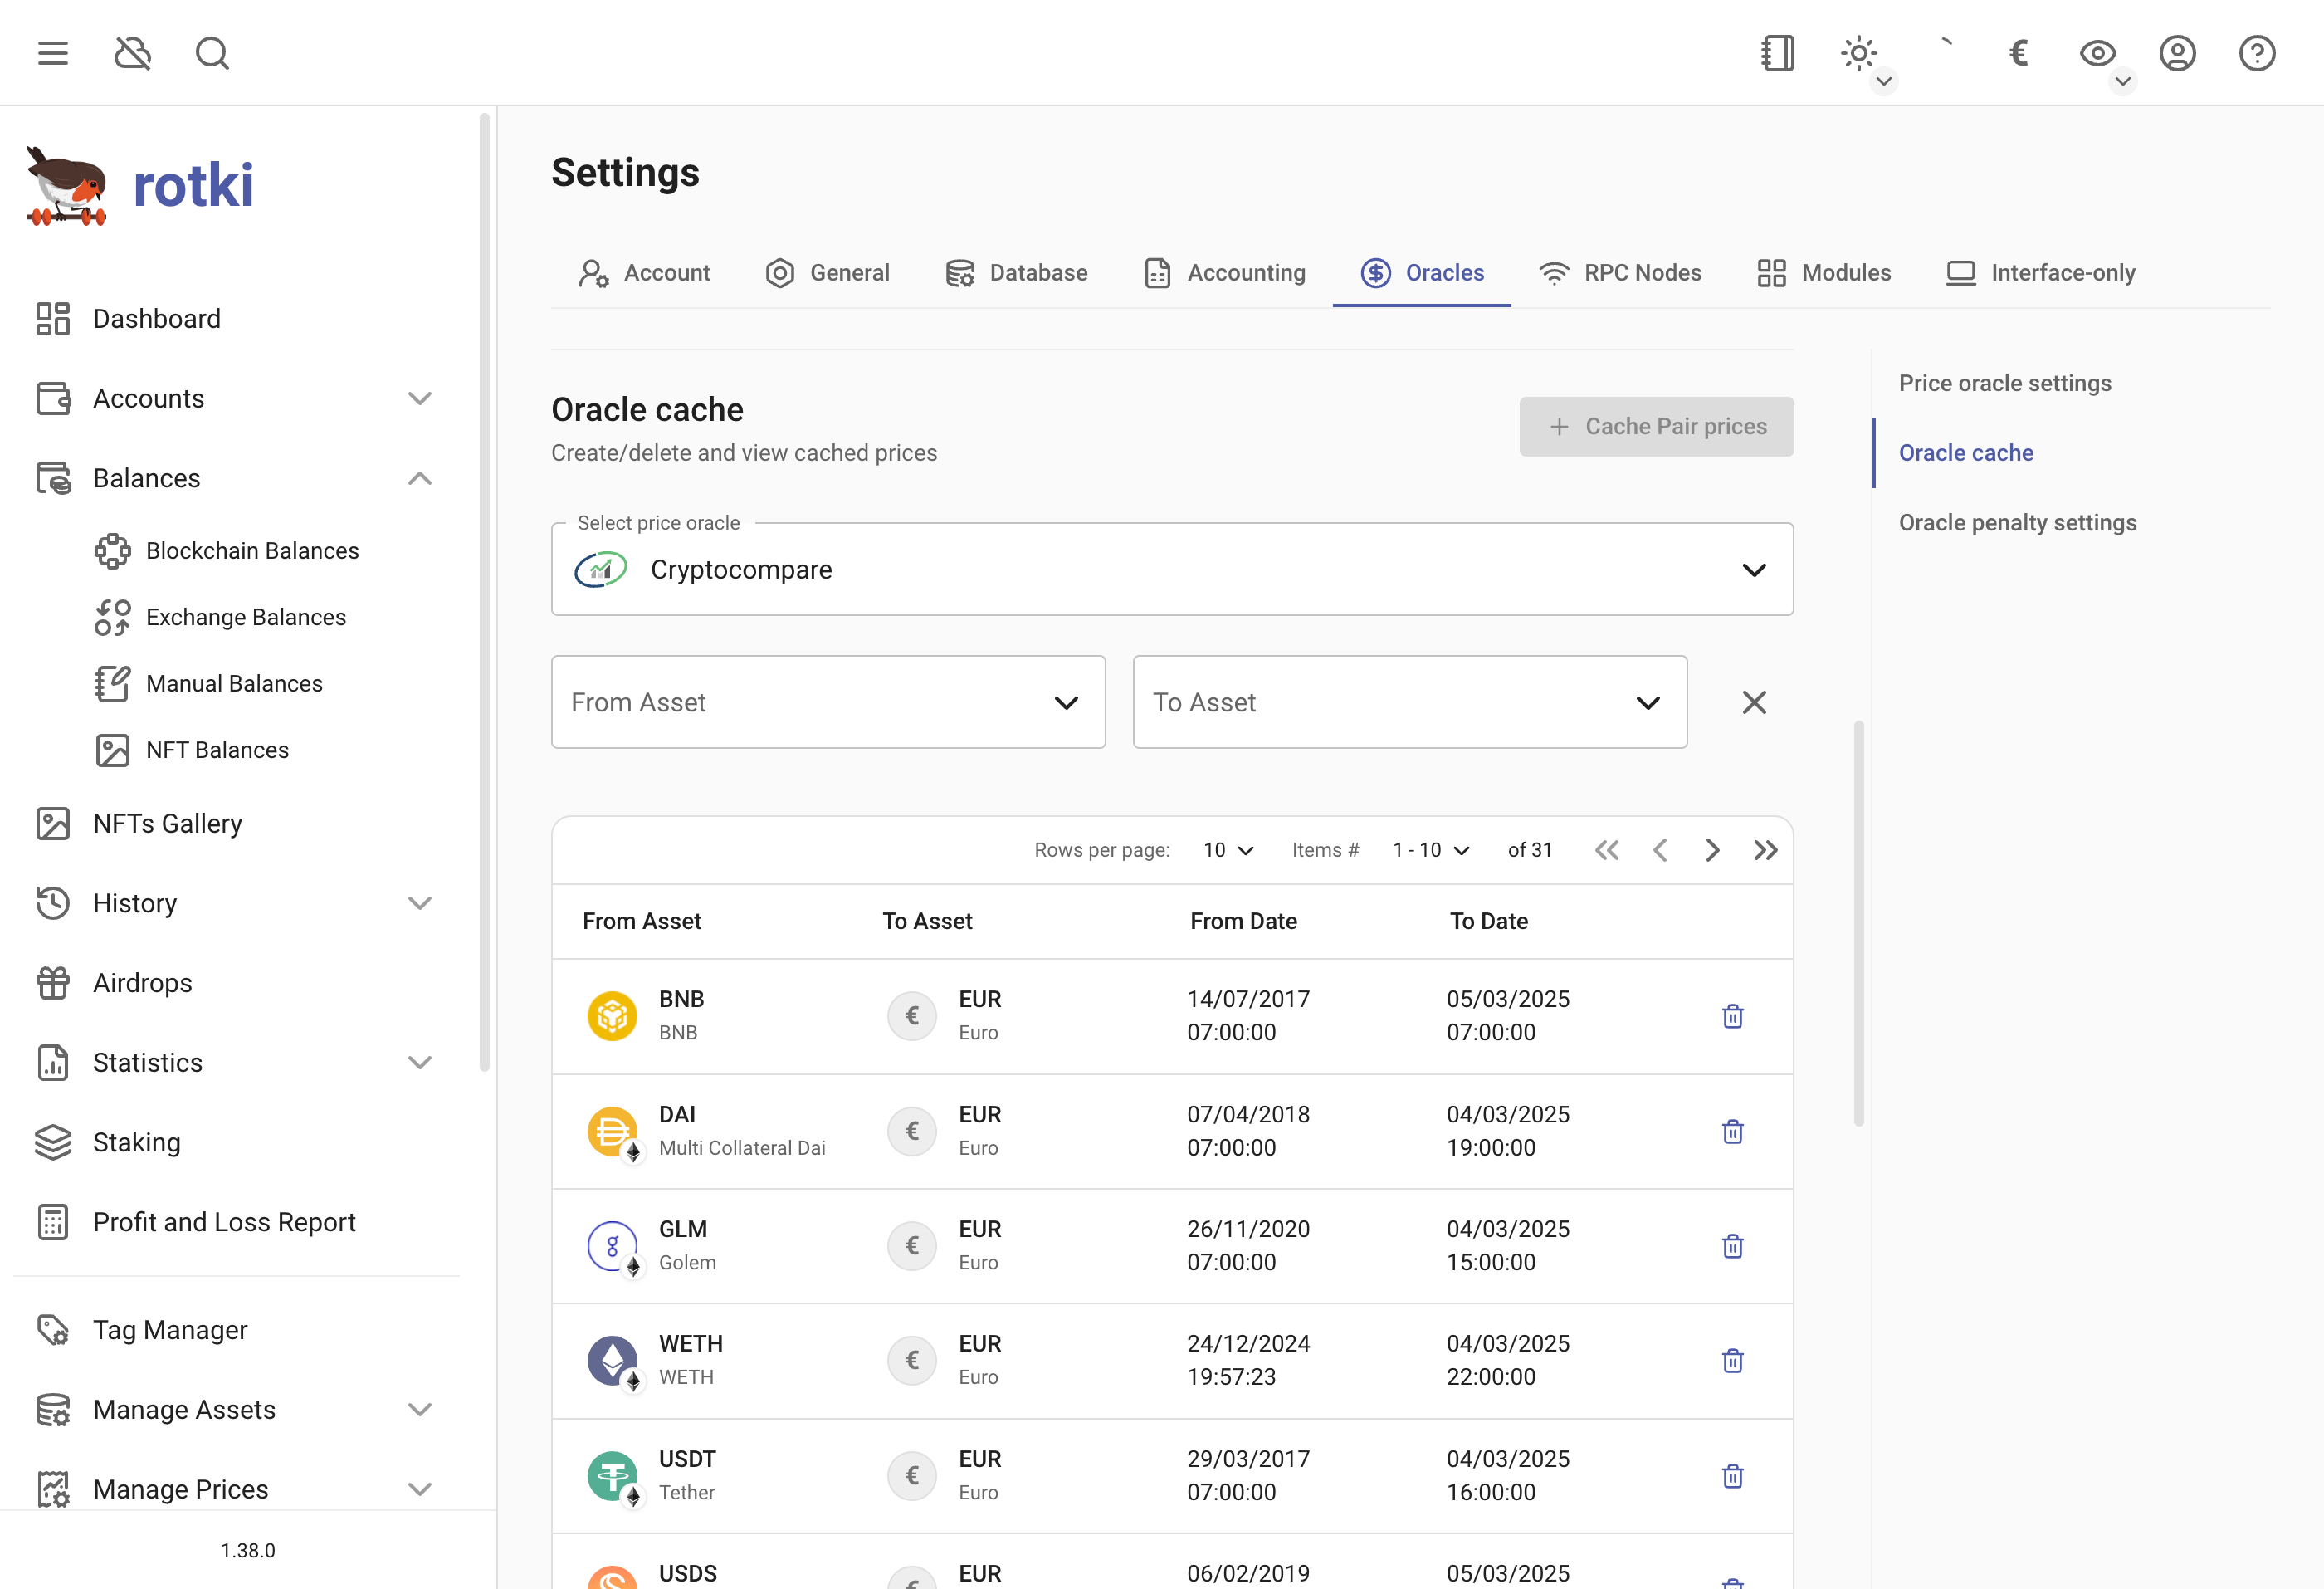 rotki
Dashboard
Accounts
Balances
Blockchain Balances
Exchange Balances
Manual Balances
NFT Balances
NFTs Gallery
History
Airdrops
Statistics
Staking
Profit and Loss Report
Tag Manager
Manage Assets
Manage Prices
1.38.0
Settings
Account
General
Database
Accounting
Oracles
RPC Nodes
Modules
Interface-only
Oracle cache
Create/delete and view cached prices
Cache Pair prices
Select price oracle
Cryptocompare
From Asset
To Asset
Rows per page: 10 Items # 1 - 10 of 31
From Asset To Asset From Date To Date
BNB EUR 14/07/2017 05/03/2025
BNB Euro 07:00:00 07:00:00
DAI EUR 07/04/2018 04/03/2025
Multi Collateral Dai Euro 07:00:00 19:00:00
GLM EUR 26/11/2020 04/03/2025
Golem Euro 07:00:00 15:00:00
WETH EUR 24/12/2024 04/03/2025
WETH Euro 19:57:23 22:00:00
USDT EUR 29/03/2017 04/03/2025
Tether Euro 07:00:00 16:00:00
USDS EUR 06/02/2019 05/03/2025
Price oracle settings
Oracle cache
Oracle penalty settings